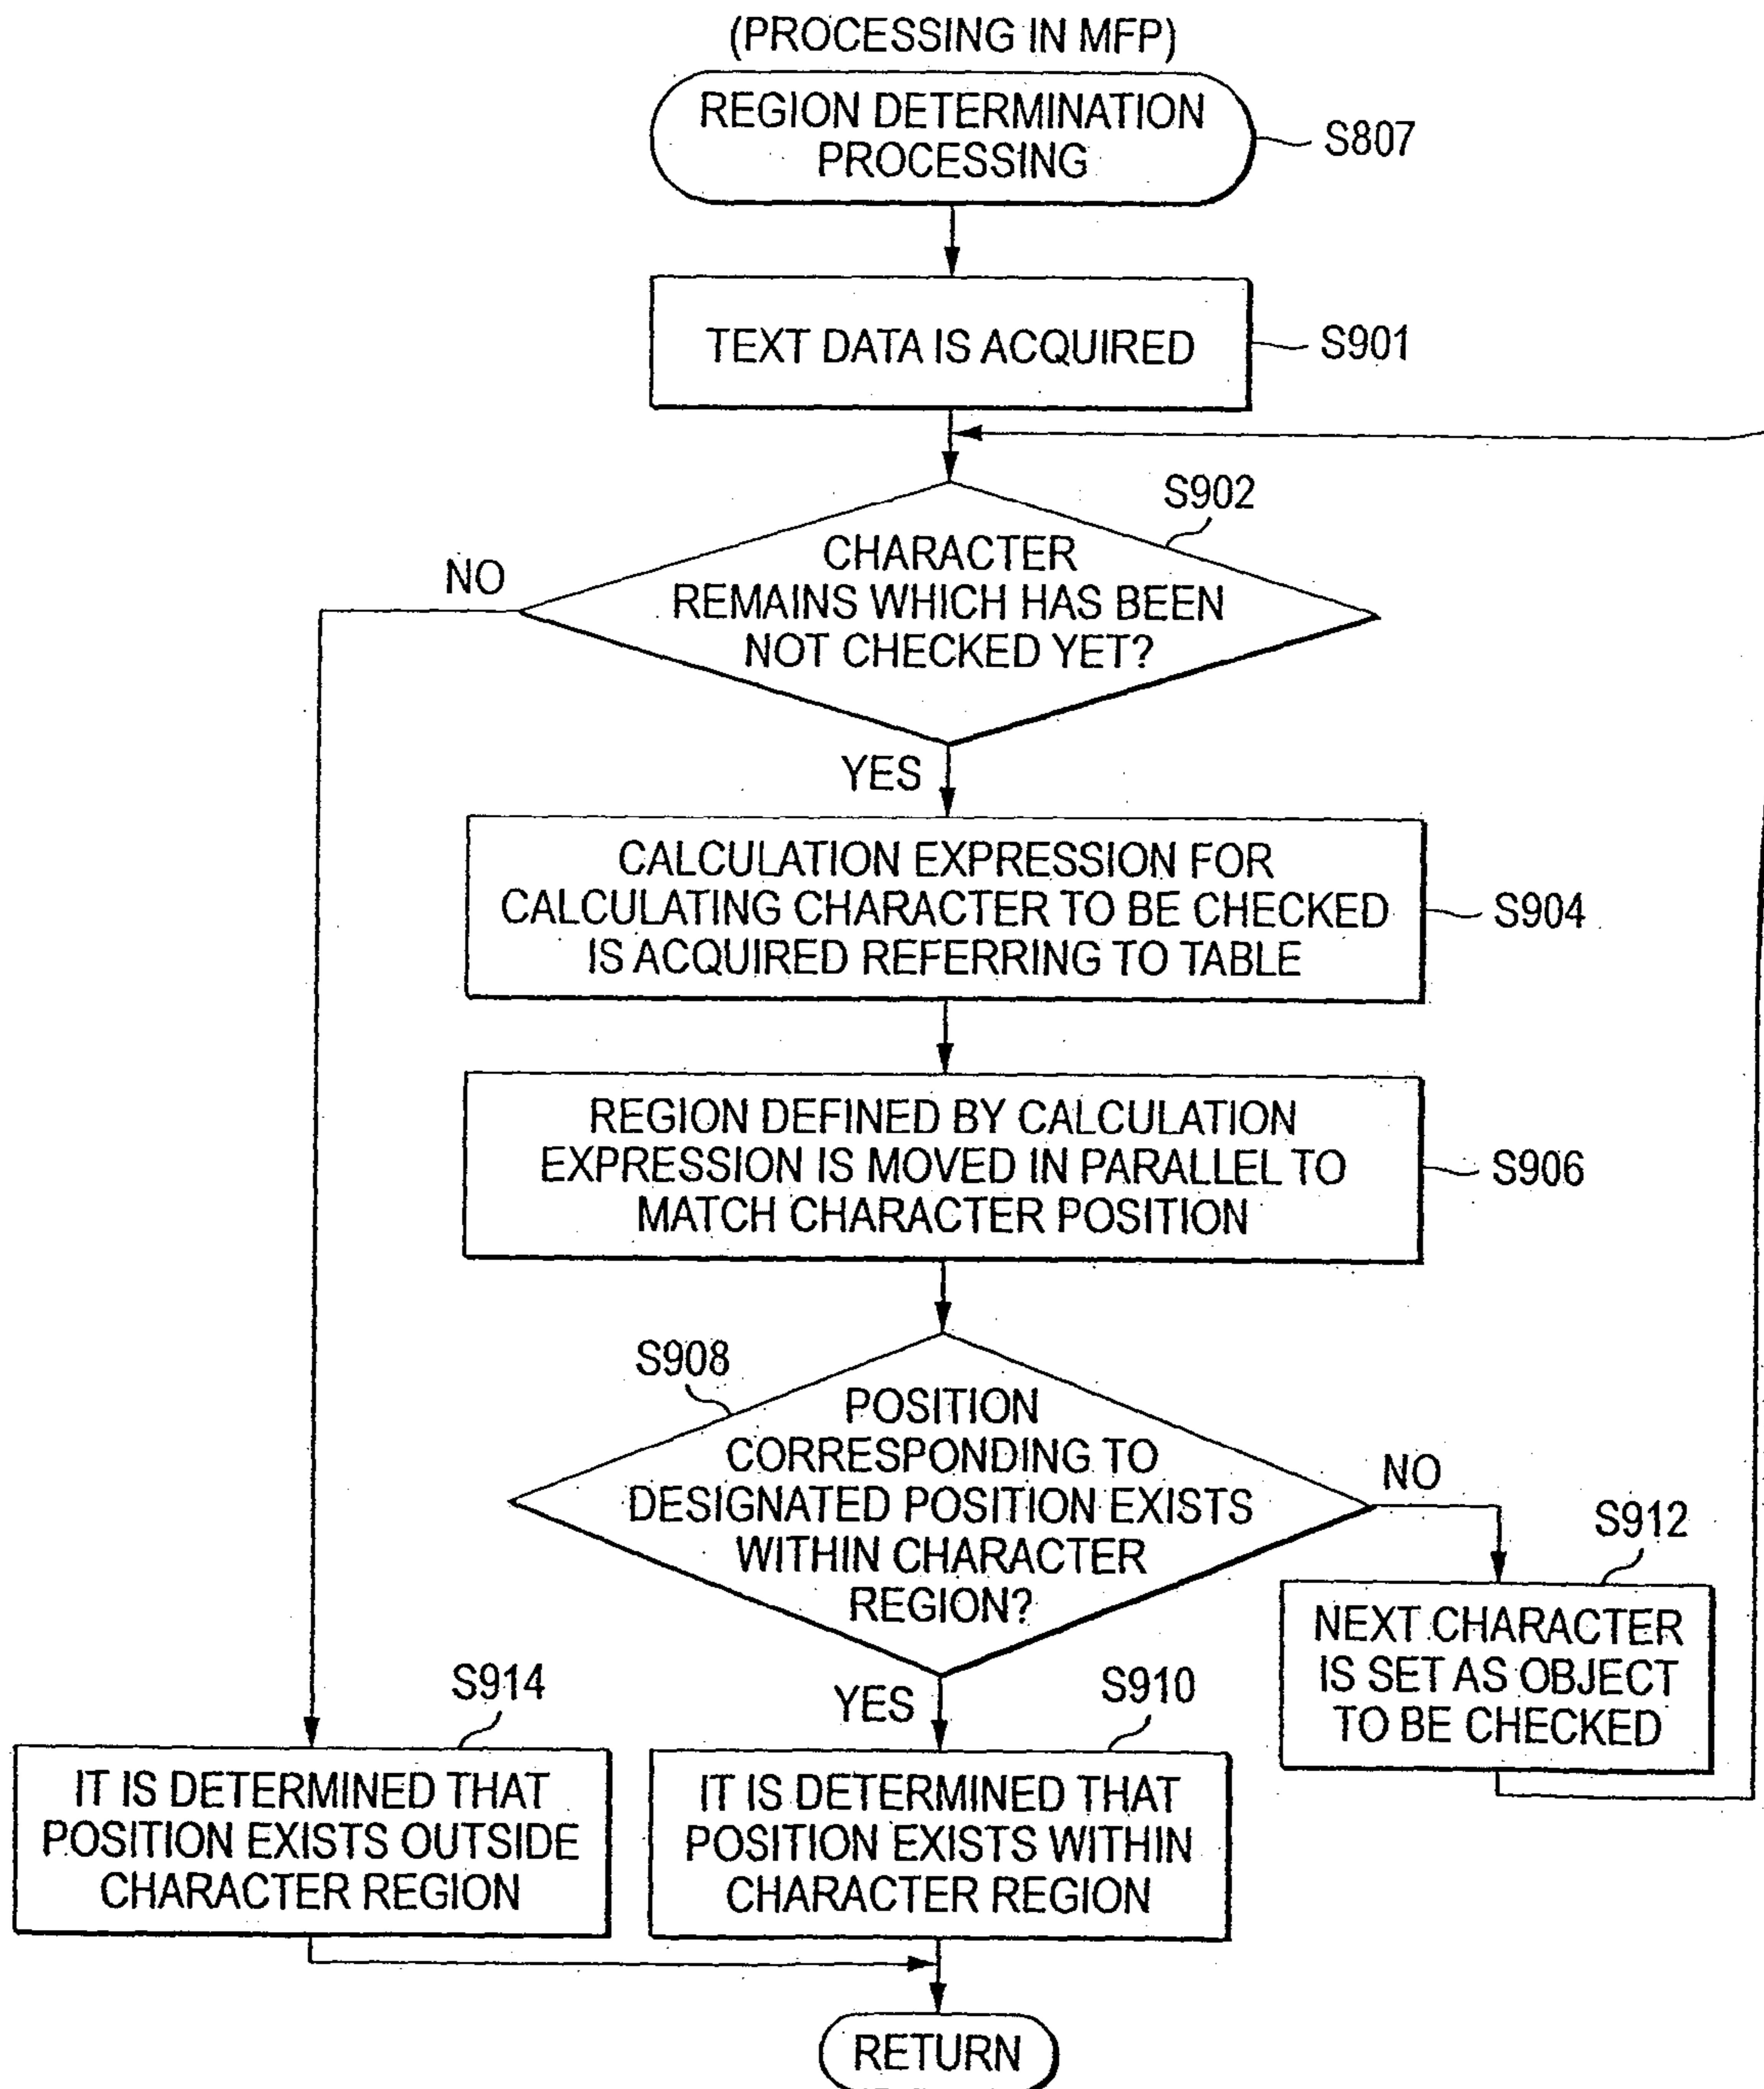 (PROCESSING IN MFP)
REGION DETERMINATION
PROCESSING
S807
TEXT DATA IS ACQUIRED
S901
S902
CHARACTER
REMAINS WHICH HAS BEEN
NOT CHECKED YET?
NO
YES
CALCULATION EXPRESSION FOR
CALCULATING CHARACTER TO BE CHECKED
IS ACQUIRED REFERRING TO TABLE
S904
REGION DEFINED BY CALCULATION
EXPRESSION IS MOVED IN PARALLEL TO
MATCH CHARACTER POSITION
S906
S908
POSITION
CORRESPONDING TO
DESIGNATED POSITION EXISTS
WITHIN CHARACTER
REGION?
NO
YES
S912
NEXT CHARACTER
IS SET AS OBJECT
TO BE CHECKED
S914
IT IS DETERMINED THAT
POSITION EXISTS OUTSIDE
CHARACTER REGION
S910
IT IS DETERMINED THAT
POSITION EXISTS WITHIN
CHARACTER REGION
RETURN